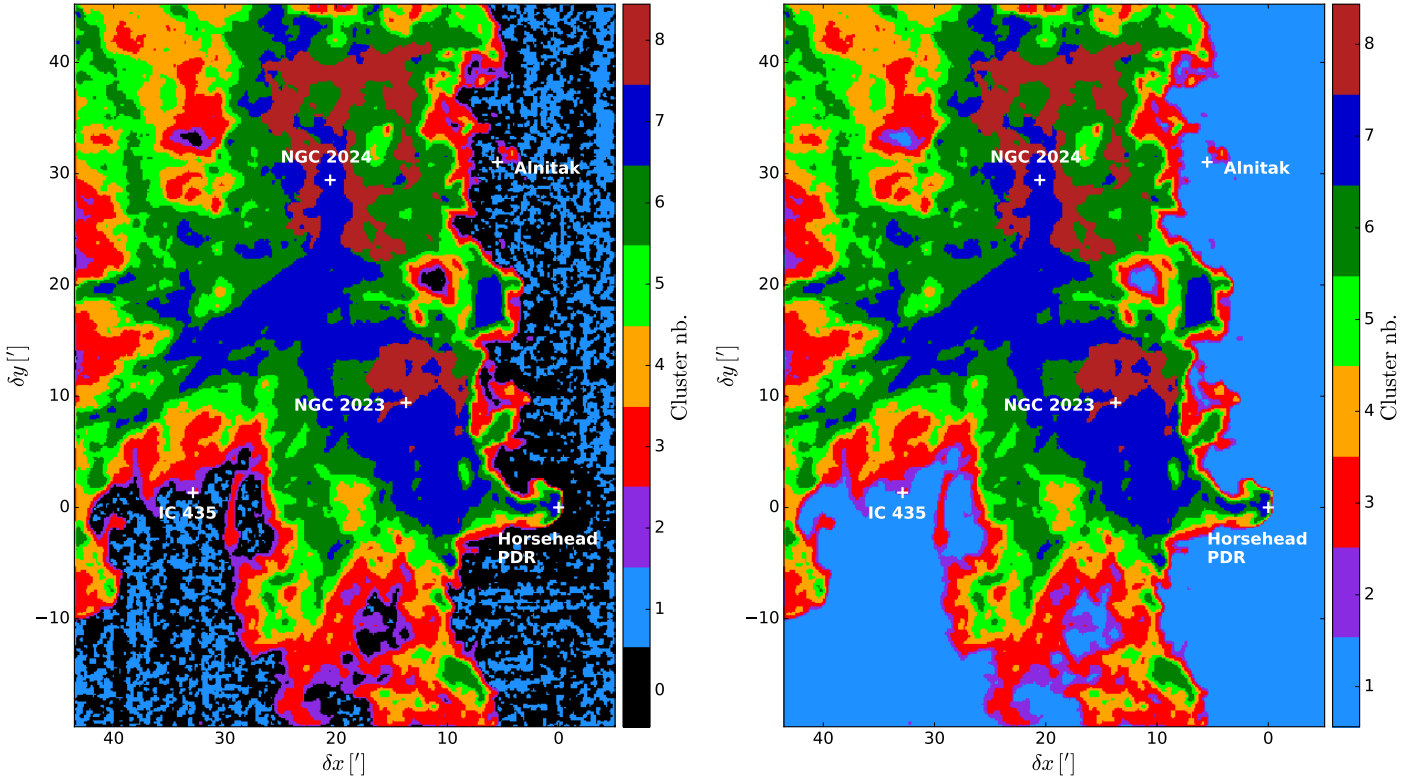 40
30
20
10
0
−10
δy [′]
40
30
20
10
0
δx [′]
NGC 2024
Alnitak
NGC 2023
IC 435
Horsehead
PDR
8
7
6
5
4
3
2
1
0
Cluster nb.
40
30
20
10
0
−10
δy [′]
40
30
20
10
0
δx [′]
NGC 2024
Alnitak
NGC 2023
IC 435
Horsehead
PDR
8
7
6
5
4
3
2
1
Cluster nb.